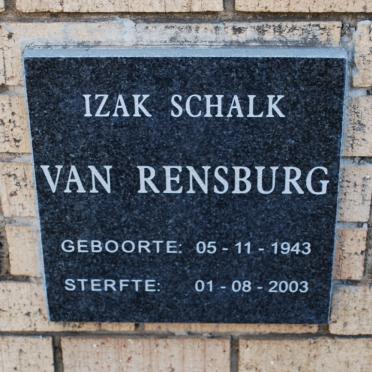 IZAK SCHALK
VAN RENSBURG
GEBOORTE: 05 - 11 - 1943
STERFTE: 01 - 08 - 2003